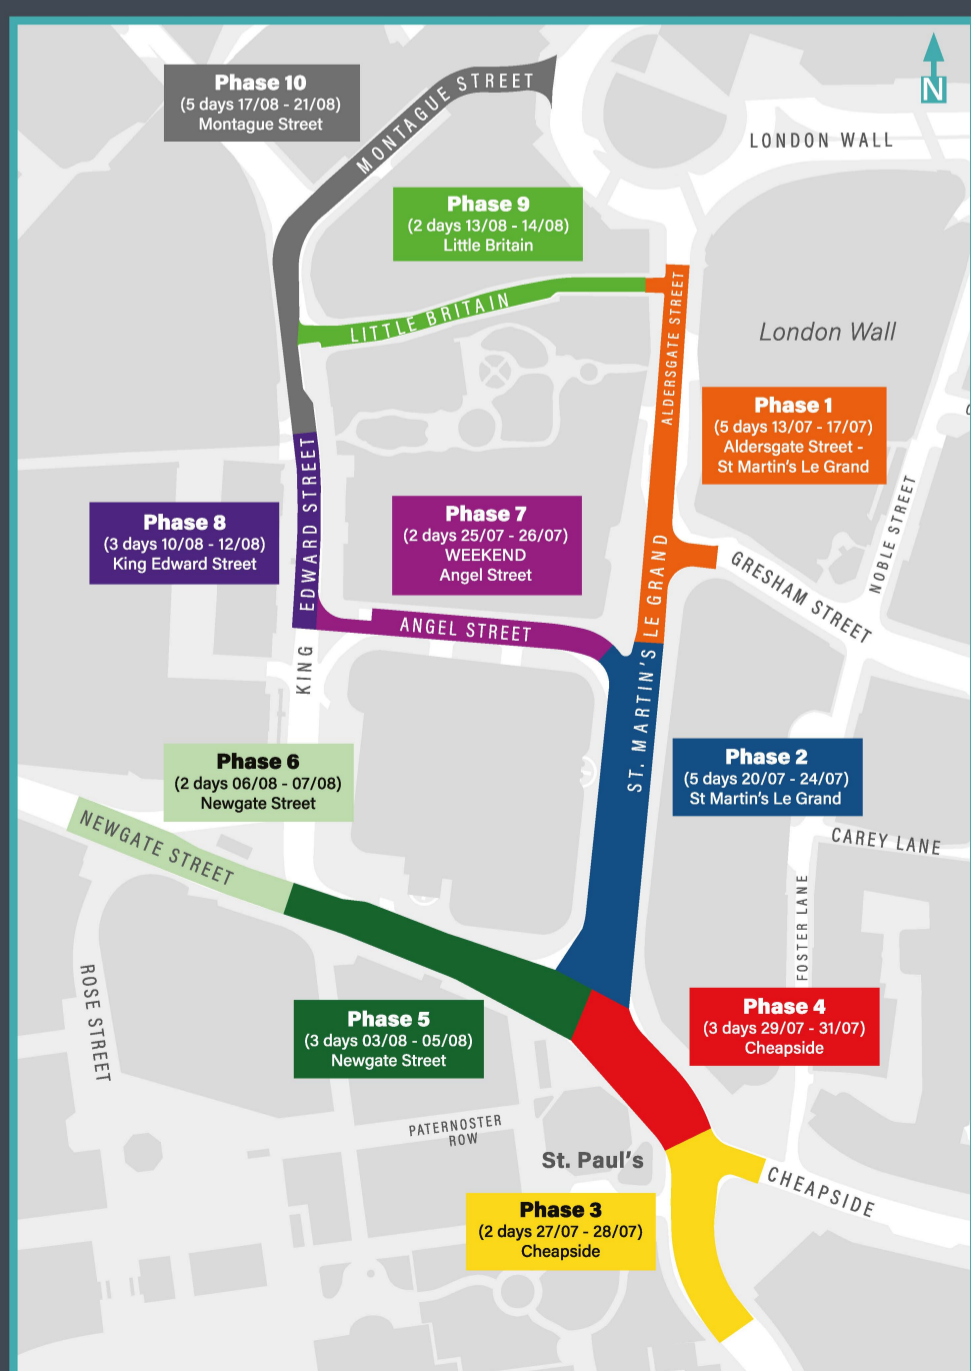 N
Phase 10
(5 days 17/08 - 21/08)
Montague Street
MONTAGUE STREET
LONDON WALL
Phase 9
(2 days 13/08 - 14/08)
Little Britain
LITTLE BRITAIN
ALDERSGATE STREET
London Wall
Phase 1
(5 days 13/07 - 17/07)
Aldersgate Street -
St Martin's Le Grand
NOBLE STREET
Phase 8
(3 days 10/08 - 12/08)
King Edward Street
KING EDWARD STREET
Phase 7
(2 days 25/07 - 26/07)
WEEKEND
Angel Street
ANGEL STREET
ST. MARTIN'S LE GRAND
GRESHAM STREET
Phase 6
(2 days 06/08 - 07/08)
Newgate Street
NEWGATE STREET
Phase 2
(5 days 20/07 - 24/07)
St Martin's Le Grand
CAREY LANE
FOSTER LANE
ROSE STREET
Phase 5
(3 days 03/08 - 05/08)
Newgate Street
Phase 4
(3 days 29/07 - 31/07)
Cheapside
PATERNOSTER
ROW
St. Paul's
CHEAPSIDE
Phase 3
(2 days 27/07 - 28/07)
Cheapside